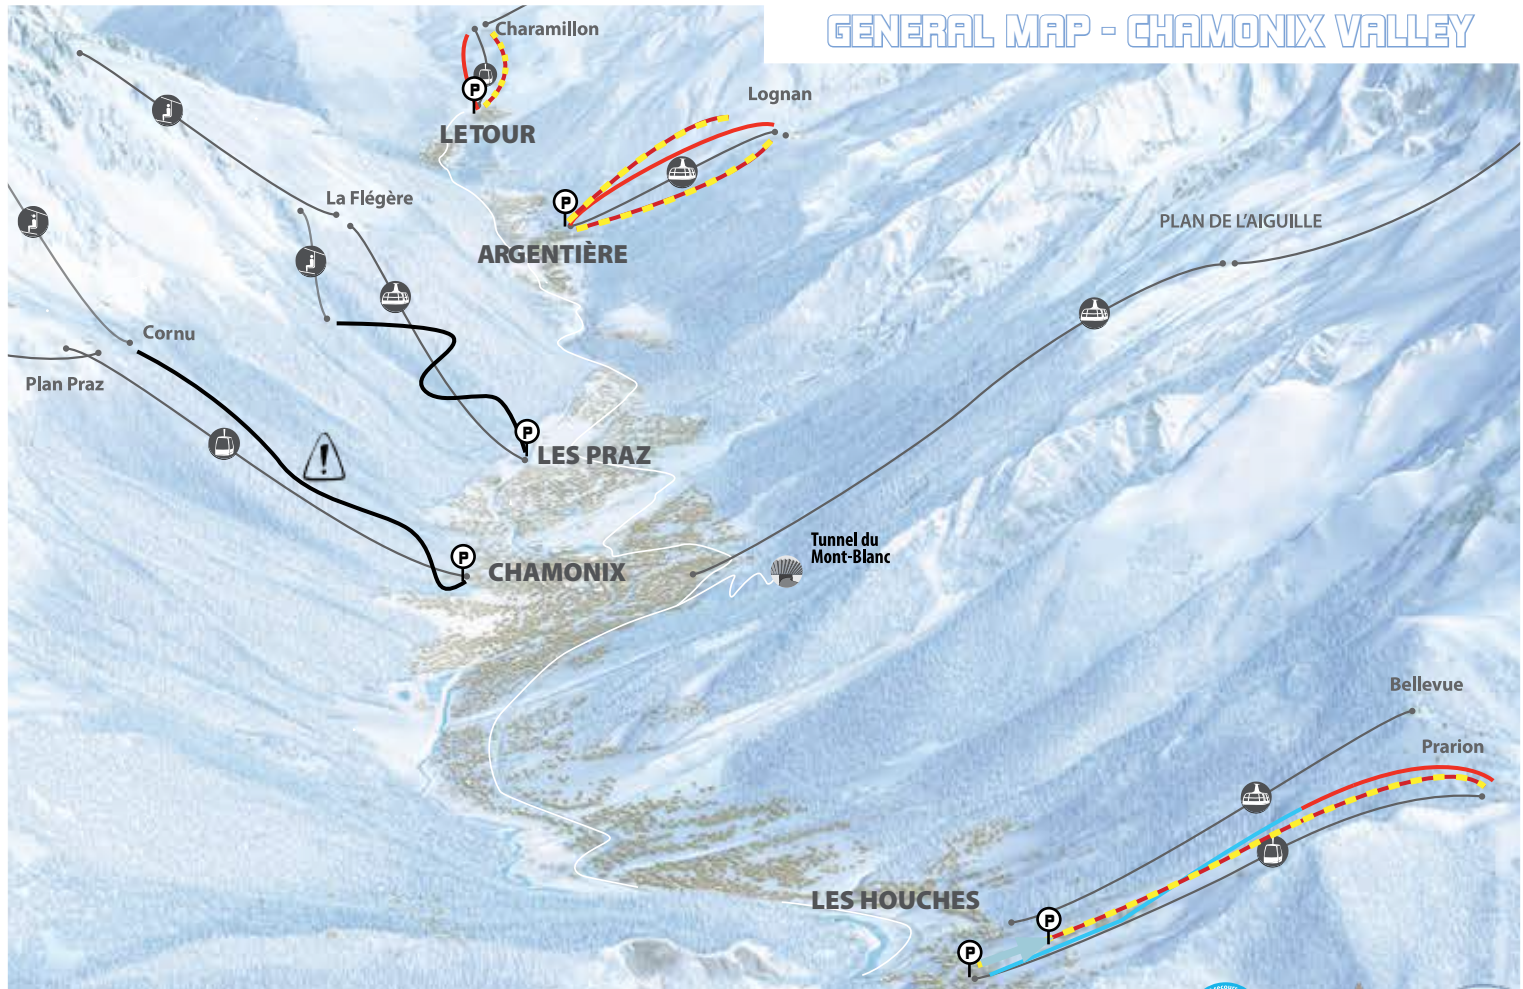 GENERAL MAP - CHAMONIX VALLEY
Charamillon
P
LE TOUR
Lognan
P
ARGENTIÈRE
La Flégère
PLAN DE L'AIGUILLE
Cornu
Plan Praz
P
LES PRAZ
!
Tunnel du
Mont-Blanc
P
CHAMONIX
Bellevue
Prarion
LES HOUCHES
P
P